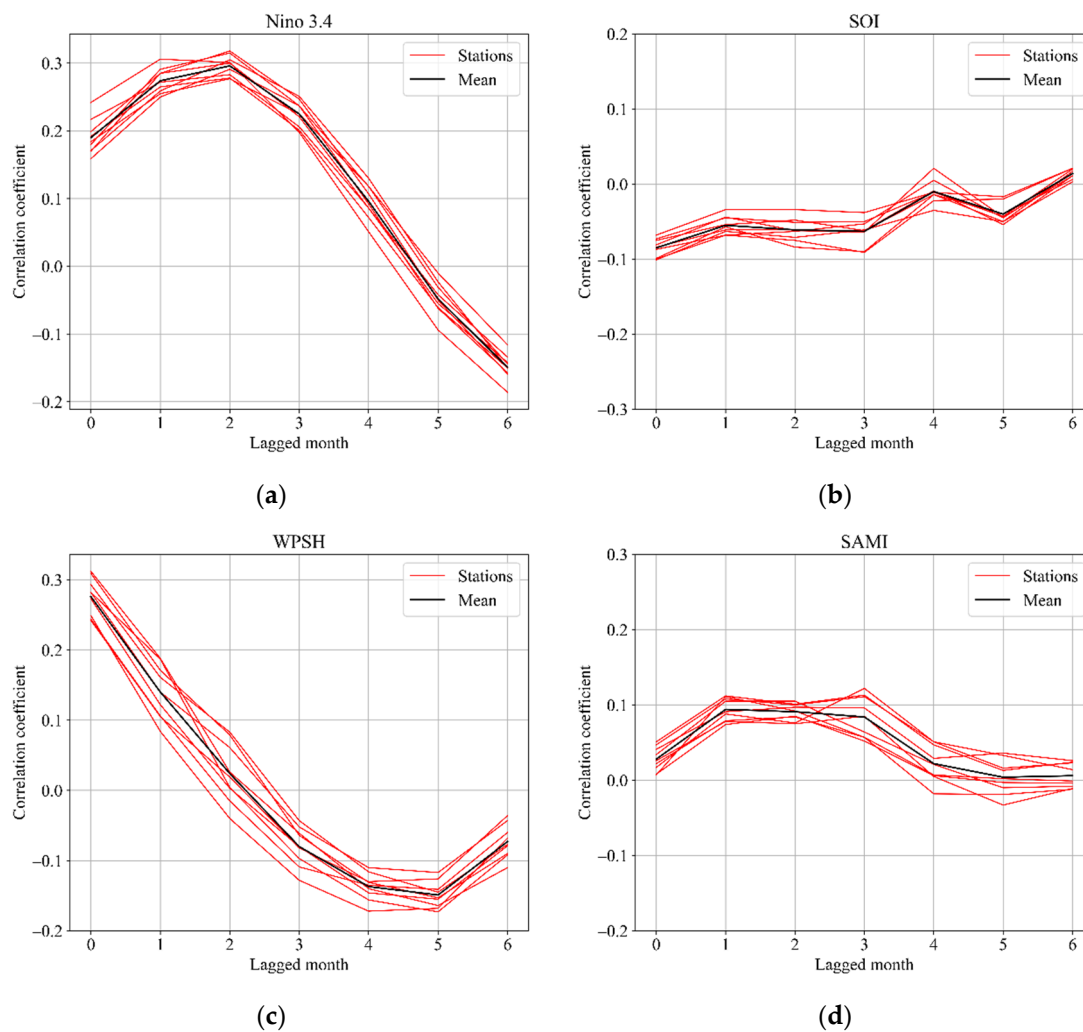 Nino 3.4
Correlation coefficient
0.3
0.2
0.1
0.0
−0.1
−0.2
Stations
Mean
0 1 2 3 4 5 6
Lagged month
(a)
SOI
Correlation coefficient
0.2
0.1
0.0
−0.1
−0.2
−0.3
Stations
Mean
0 1 2 3 4 5 6
Lagged month
(b)
WPSH
Correlation coefficient
0.3
0.2
0.1
0.0
−0.1
−0.2
Stations
Mean
0 1 2 3 4 5 6
Lagged month
(c)
SAMI
Correlation coefficient
0.3
0.2
0.1
0.0
−0.1
−0.2
Stations
Mean
0 1 2 3 4 5 6
Lagged month
(d)